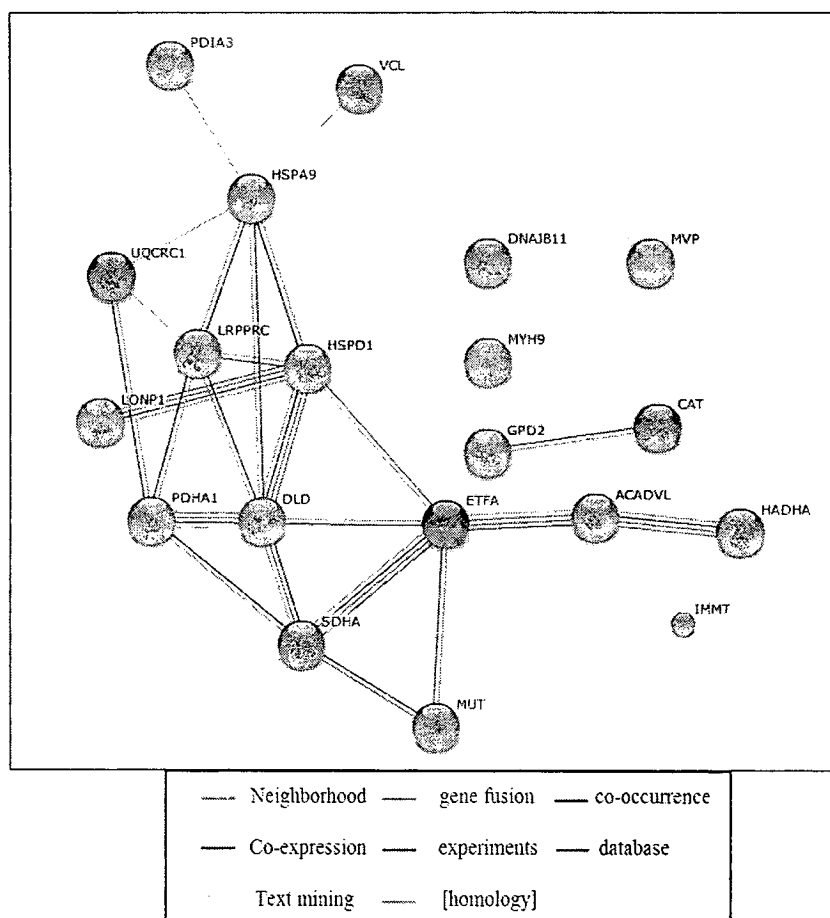 PDIA3
VCL
HSPA9
DNAJB11 MVP
UQCRC1
LRPPRC
HSPD1
MYH9
LONP1
CAT
GPD2
PDHA1 DLD ETFA ACADVL HADHA
IMMT
SDHA
MUT
Neighborhood gene fusion co-occurrence
Co-expression experiments database
Text mining [homology]